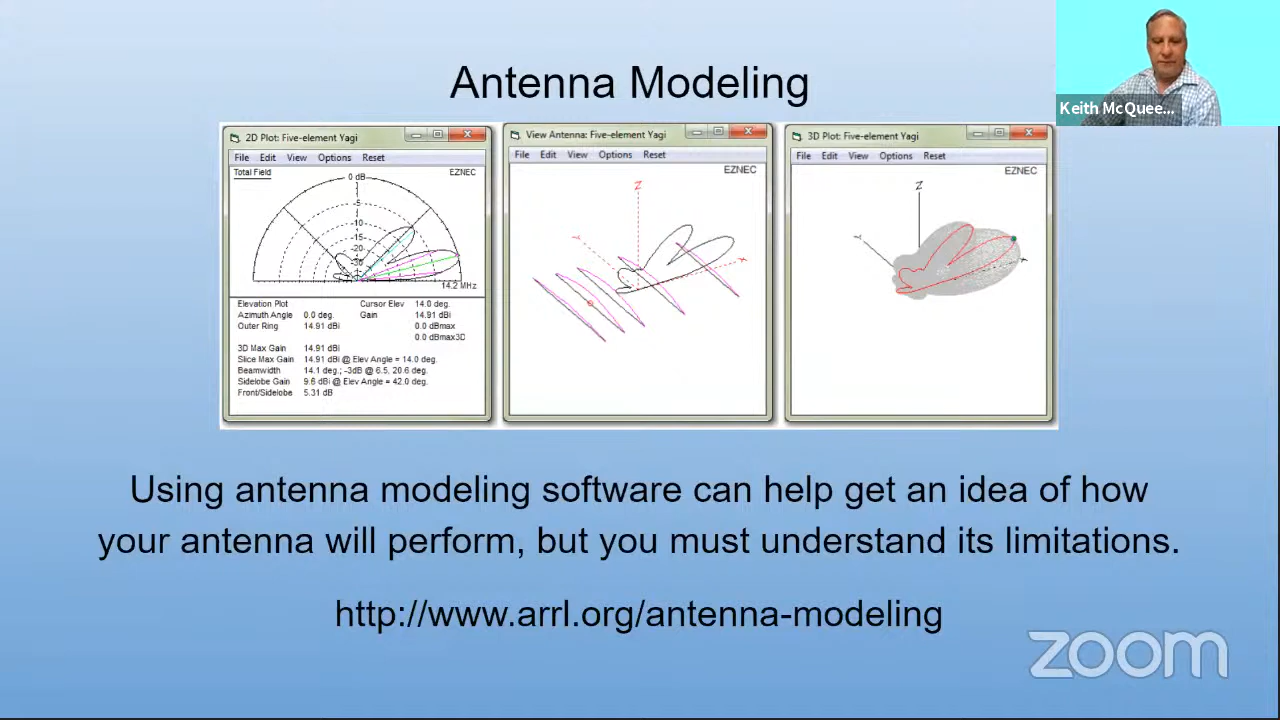 Antenna Modeling
Keith McQuee...
2D Plot: Five-element Yagi
File Edit View Options Reset
Total Field
EZNEC
0 dB
-5
-10
-15
-20
-30
14.2 MHz
Elevation Plot
Azimuth Angle 0.0 deg.
Outer Ring 14.91 dBi
Cursor Elev 14.0 deg.
Gain 14.91 dBi
0.0 dBmax
0.0 dBmax3D
3D Max Gain 14.91 dBi
Slice Max Gain 14.91 dBi @ Elev Angle = 14.0 deg.
Beamwidth 14.1 deg.; -3dB @ 6.5, 20.6 deg.
Sidelobe Gain 9.6 dBi @ Elev Angle = 42.0 deg.
Front/Sidelobe 5.31 dB
View Antenna: Five-element Yagi
File Edit View Options Reset
EZNEC
Z
Y
X
3D Plot: Five-element Yagi
File Edit View Options Reset
EZNEC
Z
Y
X
Using antenna modeling software can help get an idea of how
your antenna will perform, but you must understand its limitations.
http://www.arrl.org/antenna-modeling
zoom